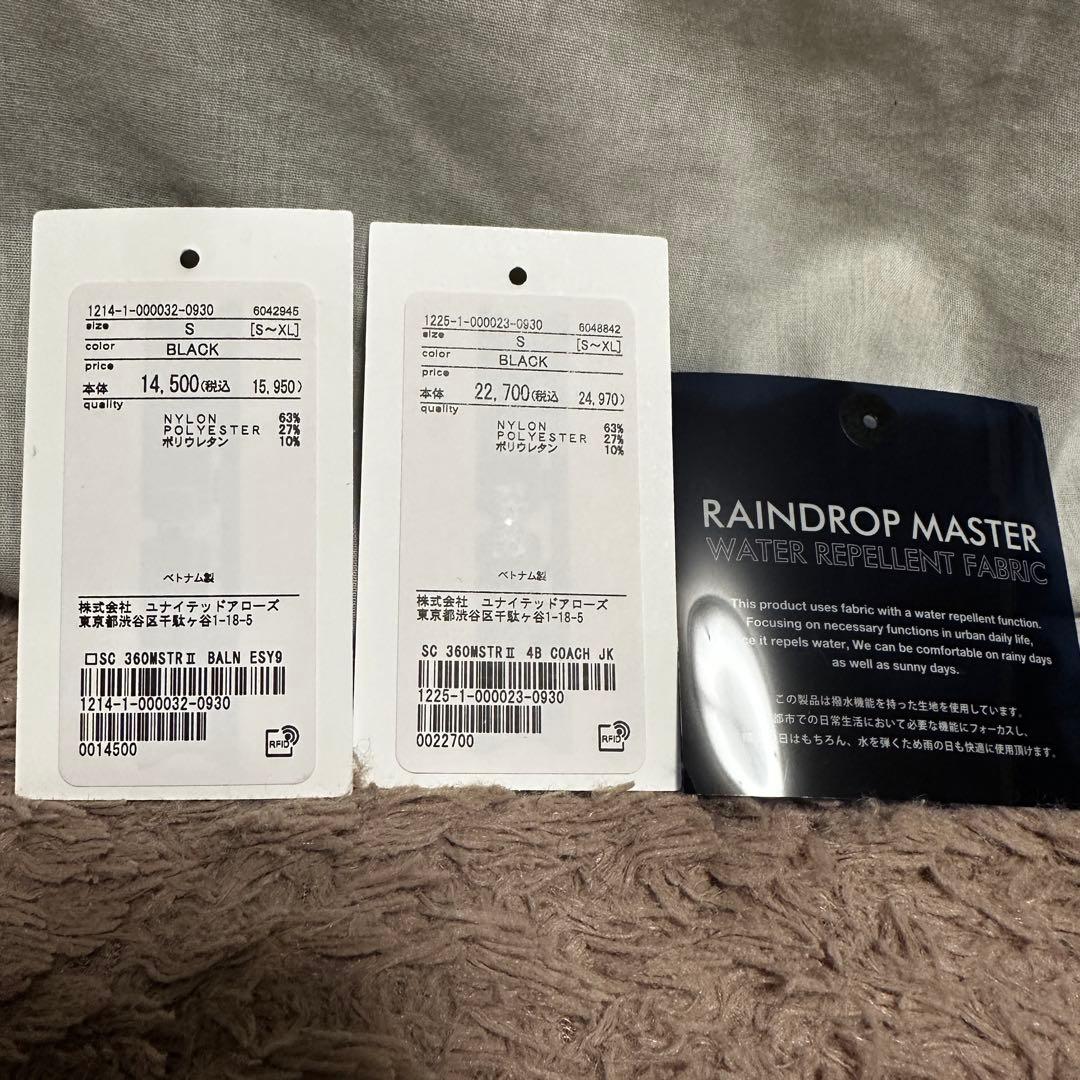 1214-1-000032-0930 6042945
size S [S～XL]
color BLACK
price
本体 14,500(税込 15,950)
quality
NYLON 63%
POLYESTER 27%
ポリウレタン 10%
ベトナム製
株式会社 ユナイテッドアローズ
東京都渋谷区千駄ヶ谷1-18-5
□SC 360MSTRⅡ BALN ESY9
1214-1-000032-0930
0014500
RFID
1225-1-000023-0930 6048842
size S [S～XL]
color BLACK
price
本体 22,700(税込 24,970)
quality
NYLON 63%
POLYESTER 27%
ポリウレタン 10%
ベトナム製
株式会社 ユナイテッドアローズ
東京都渋谷区千駄ヶ谷1-18-5
SC 360MSTRⅡ 4B COACH JK
1225-1-000023-0930
0022700
RFID
RAINDROP MASTER
WATER REPELLENT FABRIC
This product uses fabric with a water repellent function.
Focusing on necessary functions in urban daily life,
it repels water, We can be comfortable on rainy days
as well as sunny days.
この製品は撥水機能を持った生地を使用しています。
都市での日常生活において必要な機能にフォーカスし、
日はもちろん、水を弾くため雨の日も快適に使用頂けます。